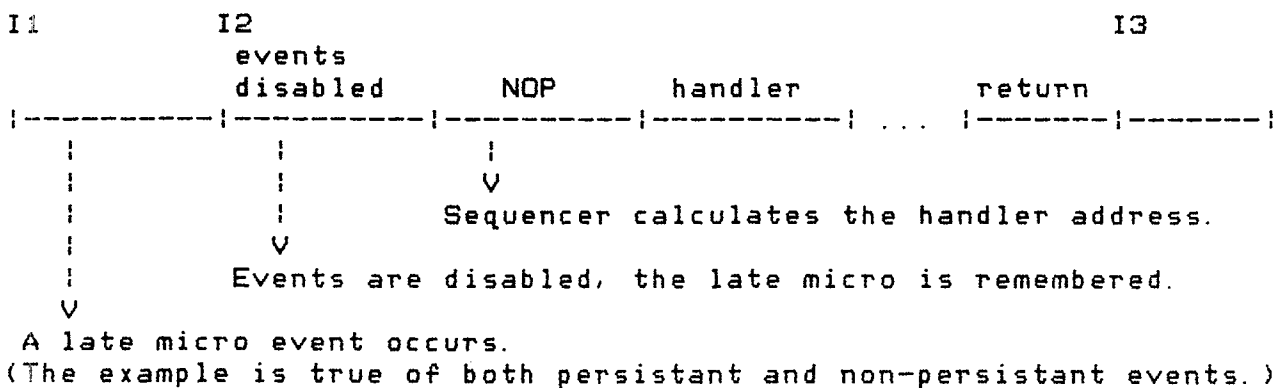 I1 I2 I3
events
disabled NOP handler return
|----------|----------|----------|----------| ... |-------|-------|
Sequencer calculates the handler address.
Events are disabled, the late micro is remembered.
A late micro event occurs.
(The example is true of both persistant and non-persistant events.)